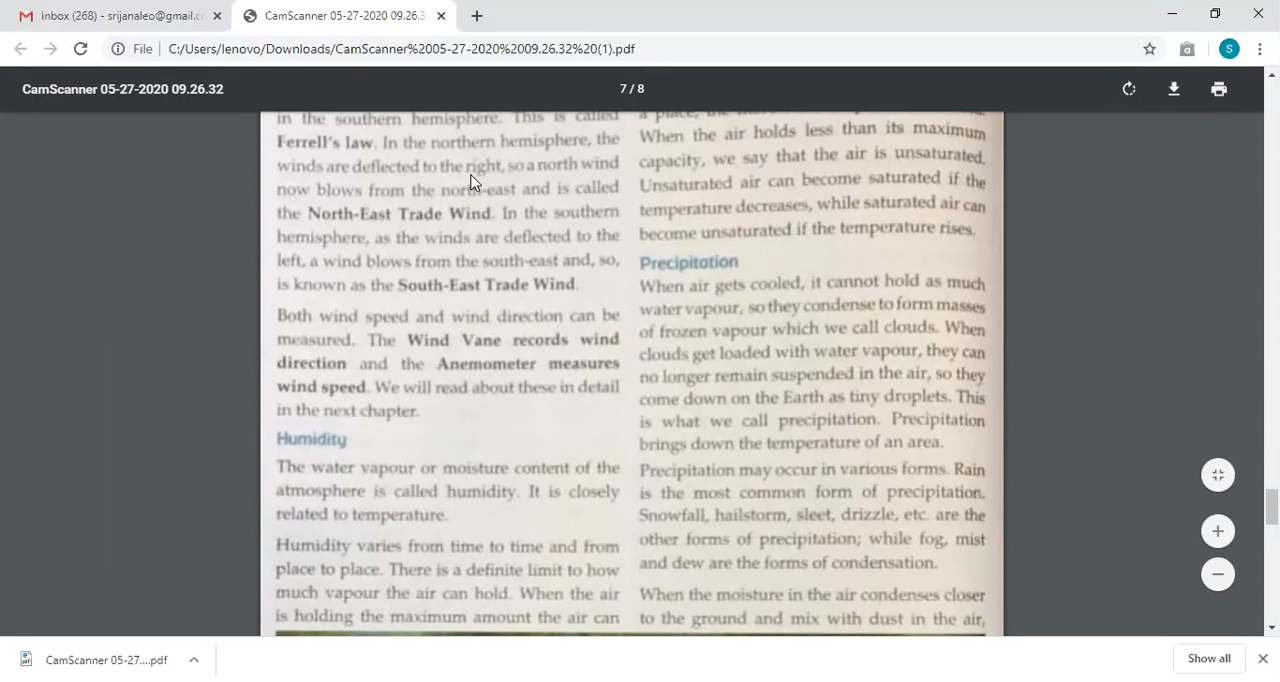 Inbox (268) - srijanaleo@gmail.c
CamScanner 05-27-2020 09.26.3
File
C:/Users/lenovo/Downloads/CamScanner%2005-27-2020%2009.26.32%20(1).pdf
S
CamScanner 05-27-2020 09.26.32
7 / 8
in the southern hemisphere. This is called
Ferrell's law. In the northern hemisphere, the
winds are deflected to the right, so a north wind
now blows from the north-east and is called
the North-East Trade Wind. In the southern
hemisphere, as the winds are deflected to the
left, a wind blows from the south-east and, so,
is known as the South-East Trade Wind.
Both wind speed and wind direction can be
measured. The Wind Vane records wind
direction and the Anemometer measures
wind speed. We will read about these in detail
in the next chapter.
Humidity
The water vapour or moisture content of the
atmosphere is called humidity. It is closely
related to temperature.
Humidity varies from time to time and from
place to place. There is a definite limit to how
much vapour the air can hold. When the air
is holding the maximum amount the air can
a place, the
When the air holds less than its maximum
capacity, we say that the air is unsaturated.
Unsaturated air can become saturated if the
temperature decreases, while saturated air can
become unsaturated if the temperature rises.
Precipitation
When air gets cooled, it cannot hold as much
water vapour, so they condense to form masses
of frozen vapour which we call clouds. When
clouds get loaded with water vapour, they can
no longer remain suspended in the air, so they
come down on the Earth as tiny droplets. This
is what we call precipitation. Precipitation
brings down the temperature of an area.
Precipitation may occur in various forms. Rain
is the most common form of precipitation.
Snowfall, hailstorm, sleet, drizzle, etc. are the
other forms of precipitation; while fog, mist
and dew are the forms of condensation.
When the moisture in the air condenses closer
to the ground and mix with dust in the air,
CamScanner 05-27....pdf
Show all